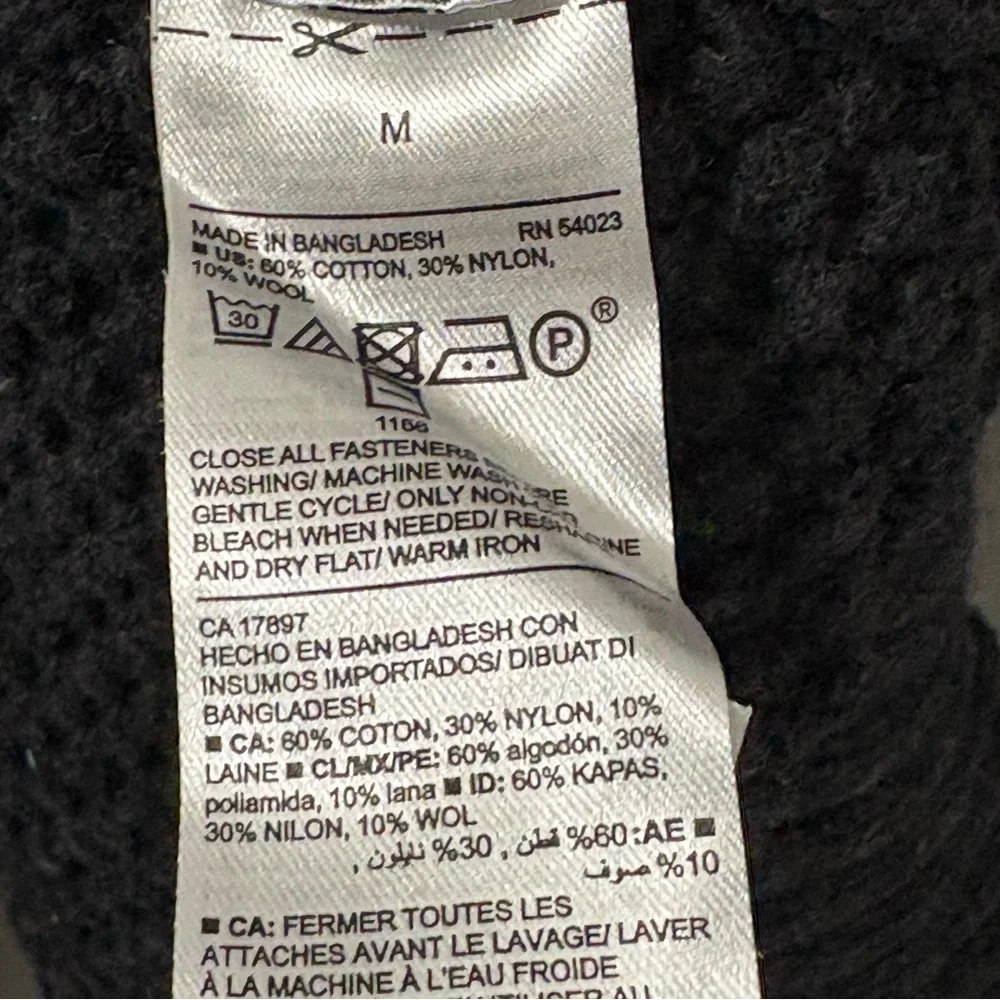 M
MADE IN BANGLADESH RN 54023
■ US: 60% COTTON, 30% NYLON,
10% WOOL
30
P ®
1166
CLOSE ALL FASTENERS
WASHING/ MACHINE WASH
GENTLE CYCLE/ ONLY NON-
BLEACH WHEN NEEDED/ RESHAPE
AND DRY FLAT/ WARM IRON
CA 17897
HECHO EN BANGLADESH CON
INSUMOS IMPORTADOS/ DIBUAT DI
BANGLADESH
■ CA: 60% COTON, 30% NYLON, 10%
LAINE ■ CL/MX/PE: 60% algodón, 30%
poliamida, 10% lana ■ ID: 60% KAPAS,
30% NILON, 10% WOL
■ AE: 60% قطن , 30% نايلون ,
10% صوف
■ CA: FERMER TOUTES LES
ATTACHES AVANT LE LAVAGE/ LAVER
À LA MACHINE À L'EAU FROIDE